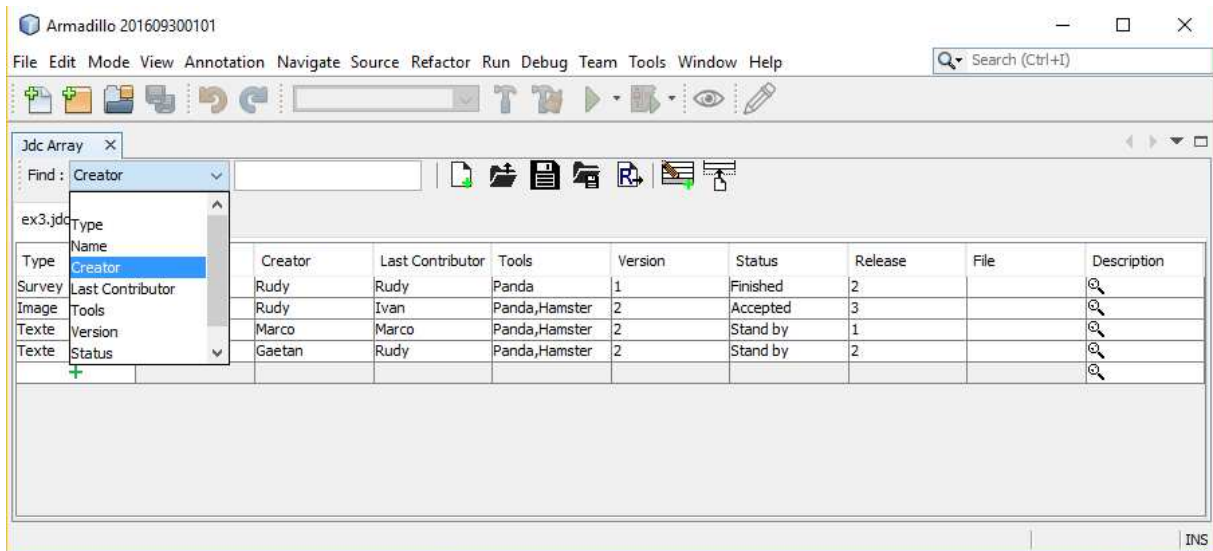 Armadillo 201609300101
File Edit Mode View Annotation Navigate Source Refactor Run Debug Team Tools Window Help
Search (Ctrl+I)
Jdc Array
Find : Creator
Type
Name
Creator
Last Contributor
Tools
Version
Status
ex3.jdc
Type Creator Last Contributor Tools Version Status Release File Description
Survey Rudy Rudy Panda 1 Finished 2
Image Rudy Ivan Panda,Hamster 2 Accepted 3
Texte Marco Marco Panda,Hamster 2 Stand by 1
Texte Gaetan Rudy Panda,Hamster 2 Stand by 2
INS